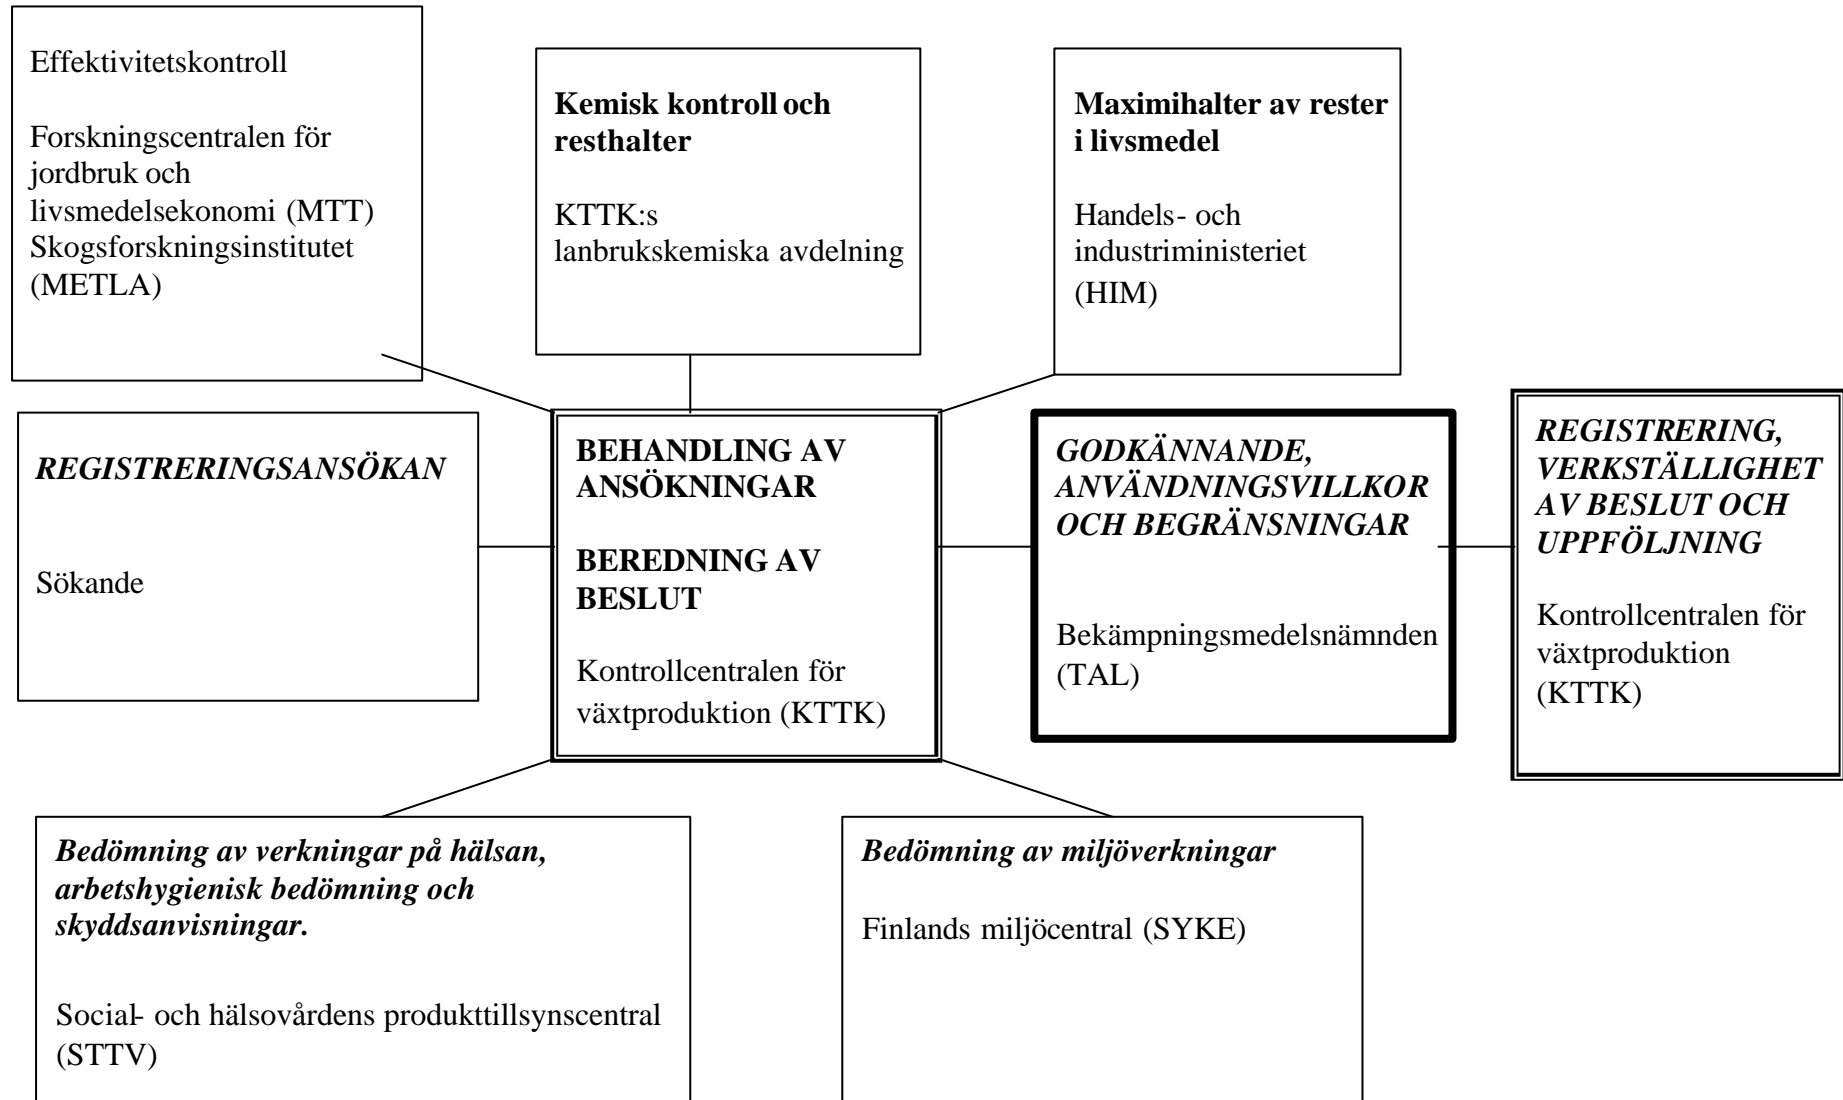 Effektivitetskontroll
Forskningscentralen för
jordbruk och
livsmedelsekonomi (MTT)
Skogsforskningsinstitutet
(METLA)
Kemisk kontroll och
resthalter
KTTK:s
lanbrukskemiska avdelning
Maximihalter av rester
i livsmedel
Handels- och
industriministeriet
(HIM)
REGISTRERINGSANSÖKAN
Sökande
BEHANDLING AV
ANSÖKNINGAR
BEREDNING AV
BESLUT
Kontrollcentralen för
växtproduktion (KTTK)
GODKÄNNANDE,
ANVÄNDNINGSVILLKOR
OCH BEGRÄNSNINGAR
Bekämpningsmedelsnämnden
(TAL)
REGISTRERING,
VERKSTÄLLIGHET
AV BESLUT OCH
UPPFÖLJNING
Kontrollcentralen för
växtproduktion
(KTTK)
Bedömning av verkningar på hälsan,
arbetshygienisk bedömning och
skyddsanvisningar.
Social- och hälsovårdens produkttillsynscentral
(STTV)
Bedömning av miljöverkningar
Finlands miljöcentral (SYKE)